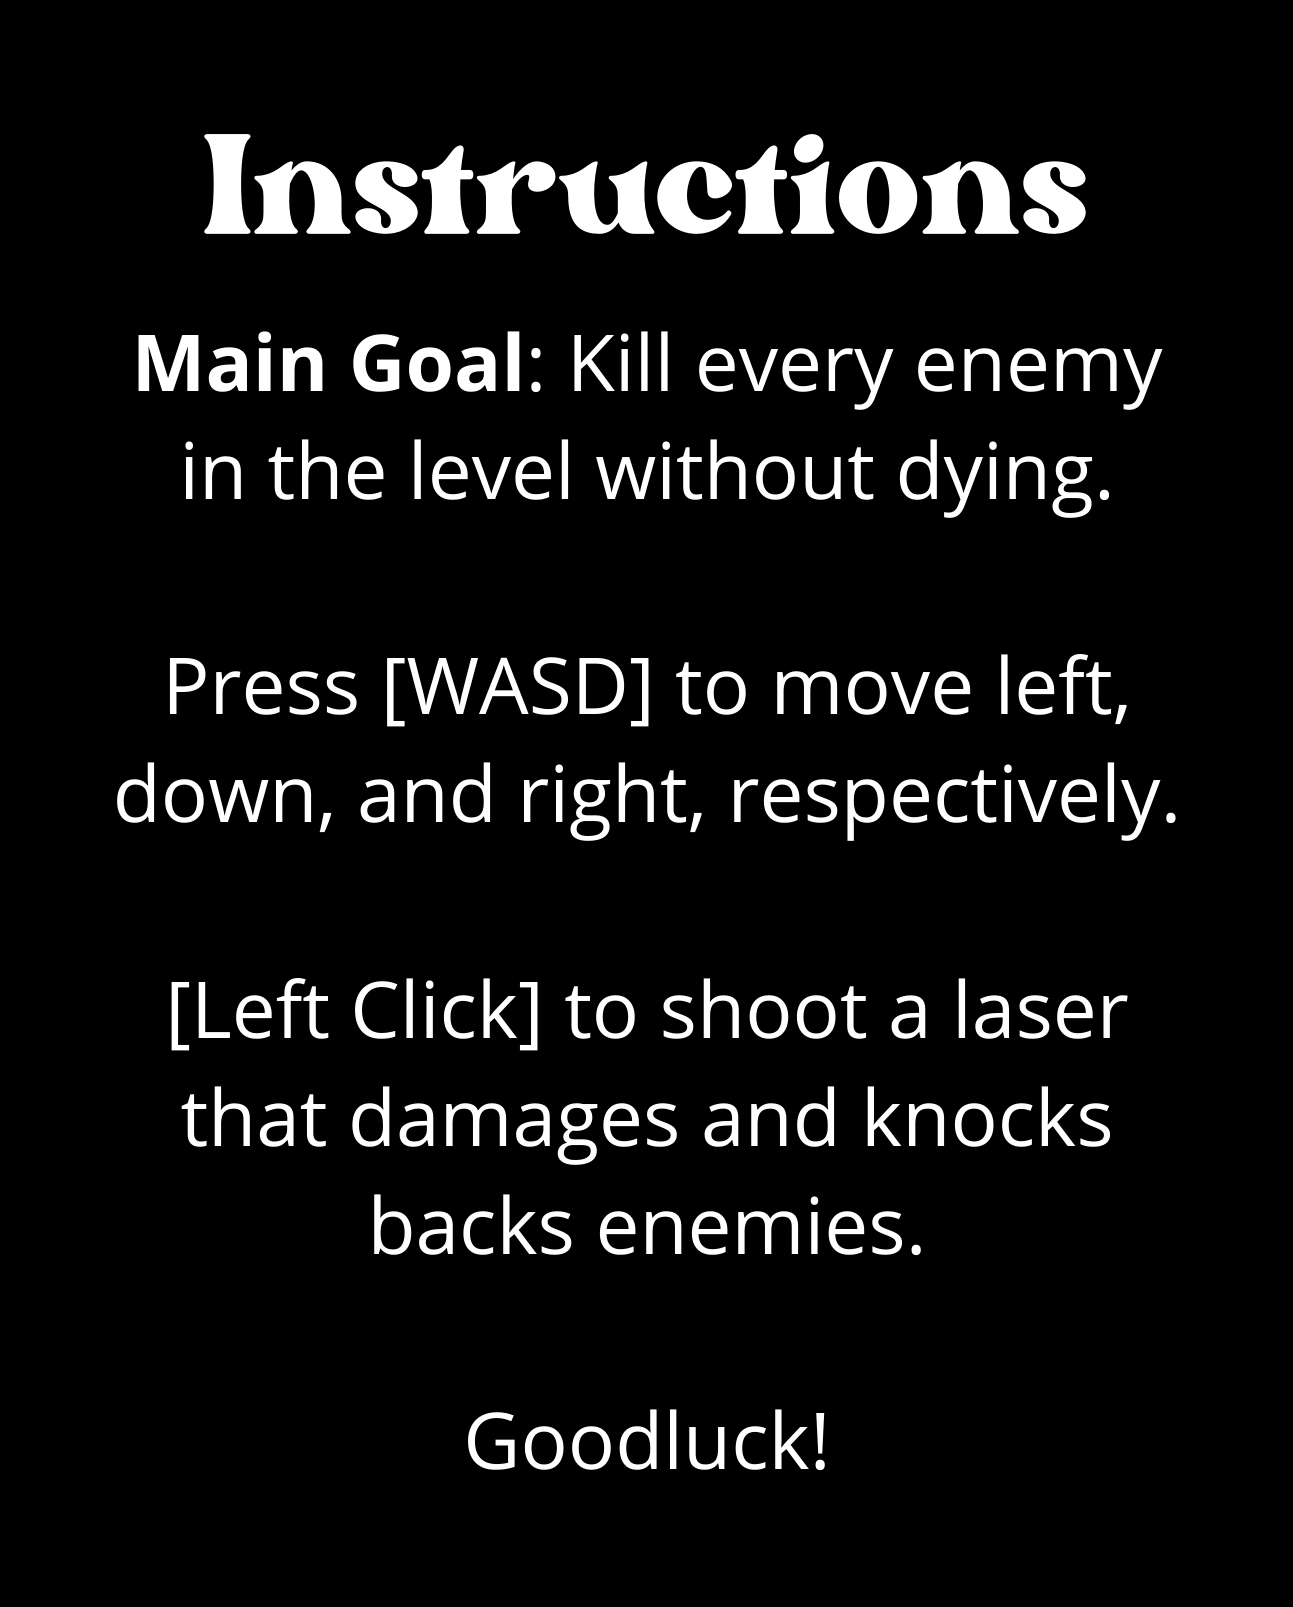 Instructions
Main Goal: Kill every enemy
in the level without dying.
Press [WASD] to move left,
down, and right, respectively.
[Left Click] to shoot a laser
that damages and knocks
backs enemies.
Goodluck!